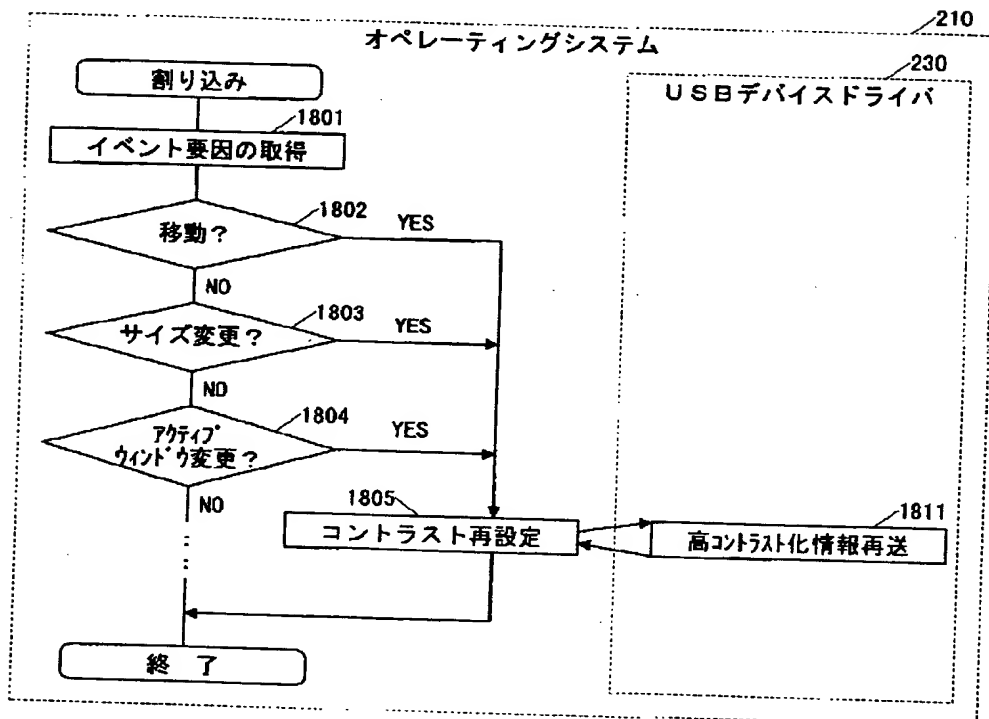 210
オペレーティングシステム
230
USBデバイスドライバ
割り込み
1801
イベント要因の取得
1802
移動?
YES
NO
1803
サイズ変更?
YES
NO
1804
アクティブ
ウィンドウ変更?
YES
NO
1805
コントラスト再設定
1811
高コントラスト化情報再送
終 了